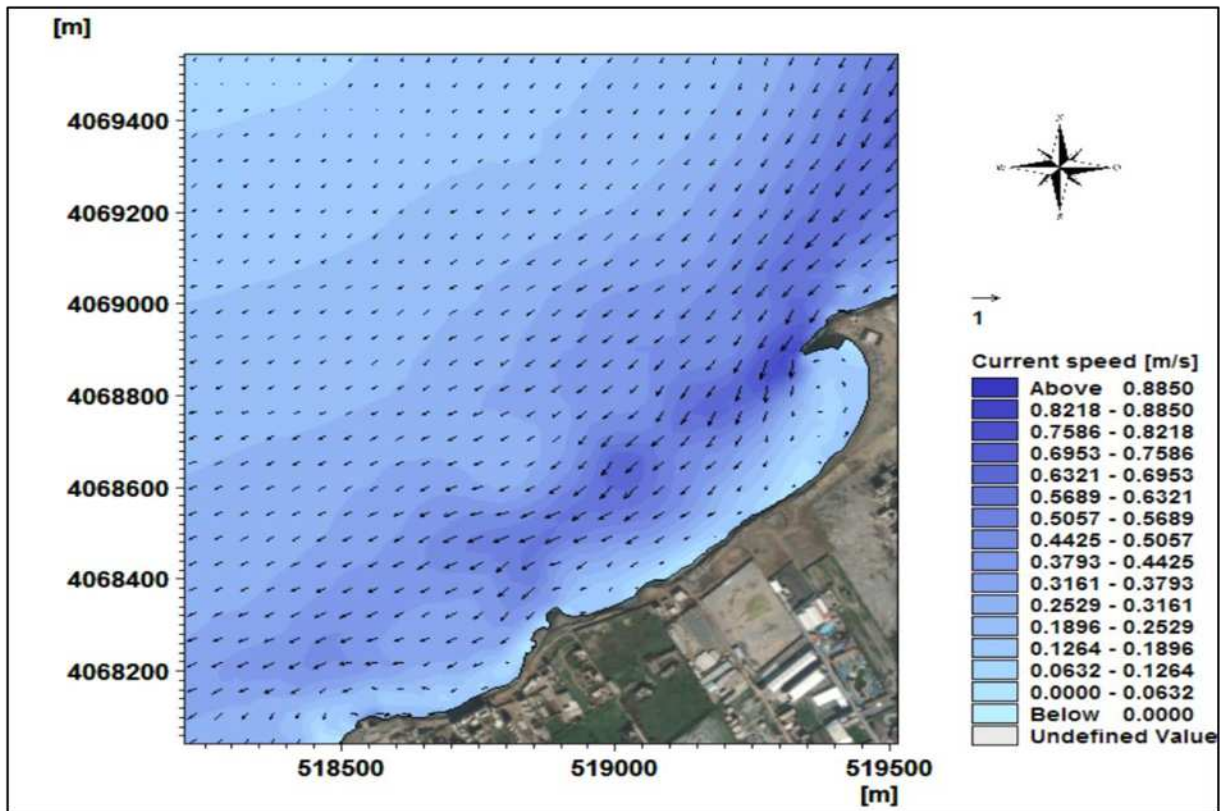 [m]
4069400
4069200
4069000
4068800
4068600
4068400
4068200
518500
519000
519500
[m]
W
O
S
1
Current speed [m/s]
Above 0.8850
0.8218 - 0.8850
0.7586 - 0.8218
0.6953 - 0.7586
0.6321 - 0.6953
0.5689 - 0.6321
0.5057 - 0.5689
0.4425 - 0.5057
0.3793 - 0.4425
0.3161 - 0.3793
0.2529 - 0.3161
0.1896 - 0.2529
0.1264 - 0.1896
0.0632 - 0.1264
0.0000 - 0.0632
Below 0.0000
Undefined Value